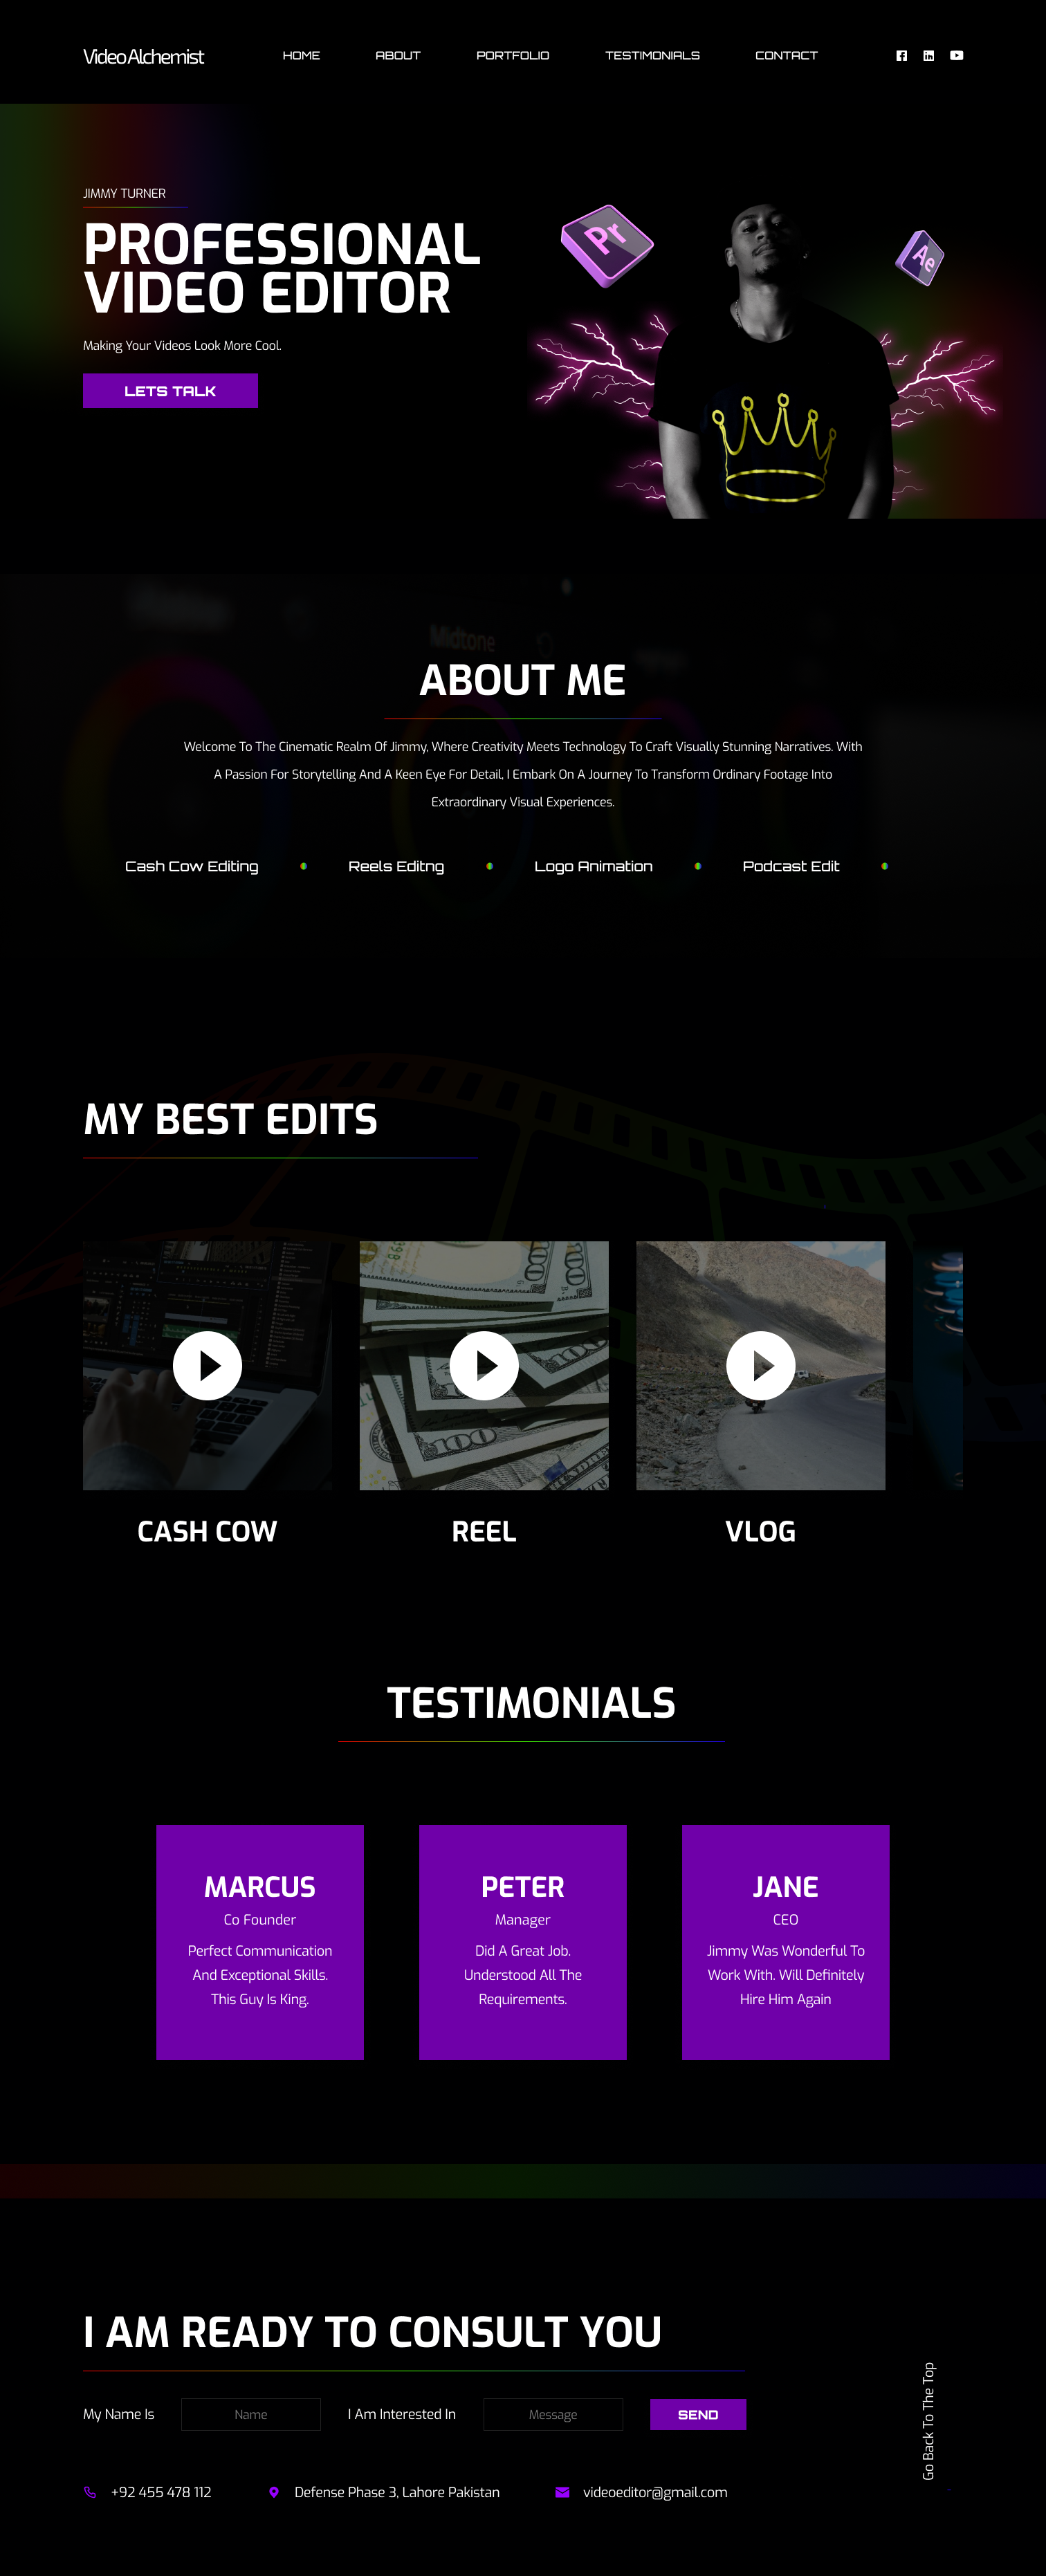 Video Alchemist
HOME
ABOUT
PORTFOLIO
TESTIMONIALS
CONTACT
JIMMY TURNER
PROFESSIONAL
VIDEO EDITOR
Making Your Videos Look More Cool.
LETS TALK
Pr
Ae
Midtone
ABOUT ME
Welcome To The Cinematic Realm Of Jimmy, Where Creativity Meets Technology To Craft Visually Stunning Narratives. With
A Passion For Storytelling And A Keen Eye For Detail, I Embark On A Journey To Transform Ordinary Footage Into
Extraordinary Visual Experiences.
Cash Cow Editing
Reels Editng
Logo Animation
Podcast Edit
MY BEST EDITS
100
100
100
CASH COW
REEL
VLOG
TESTIMONIALS
MARCUS
Co Founder
Perfect Communication
And Exceptional Skills.
This Guy Is King.
PETER
Manager
Did A Great Job.
Understood All The
Requirements.
JANE
CEO
Jimmy Was Wonderful To
Work With. Will Definitely
Hire Him Again
I AM READY TO CONSULT YOU
My Name Is
Name
I Am Interested In
Message
SEND
Go Back To The Top
+92 455 478 112
Defense Phase 3, Lahore Pakistan
videoeditor@gmail.com